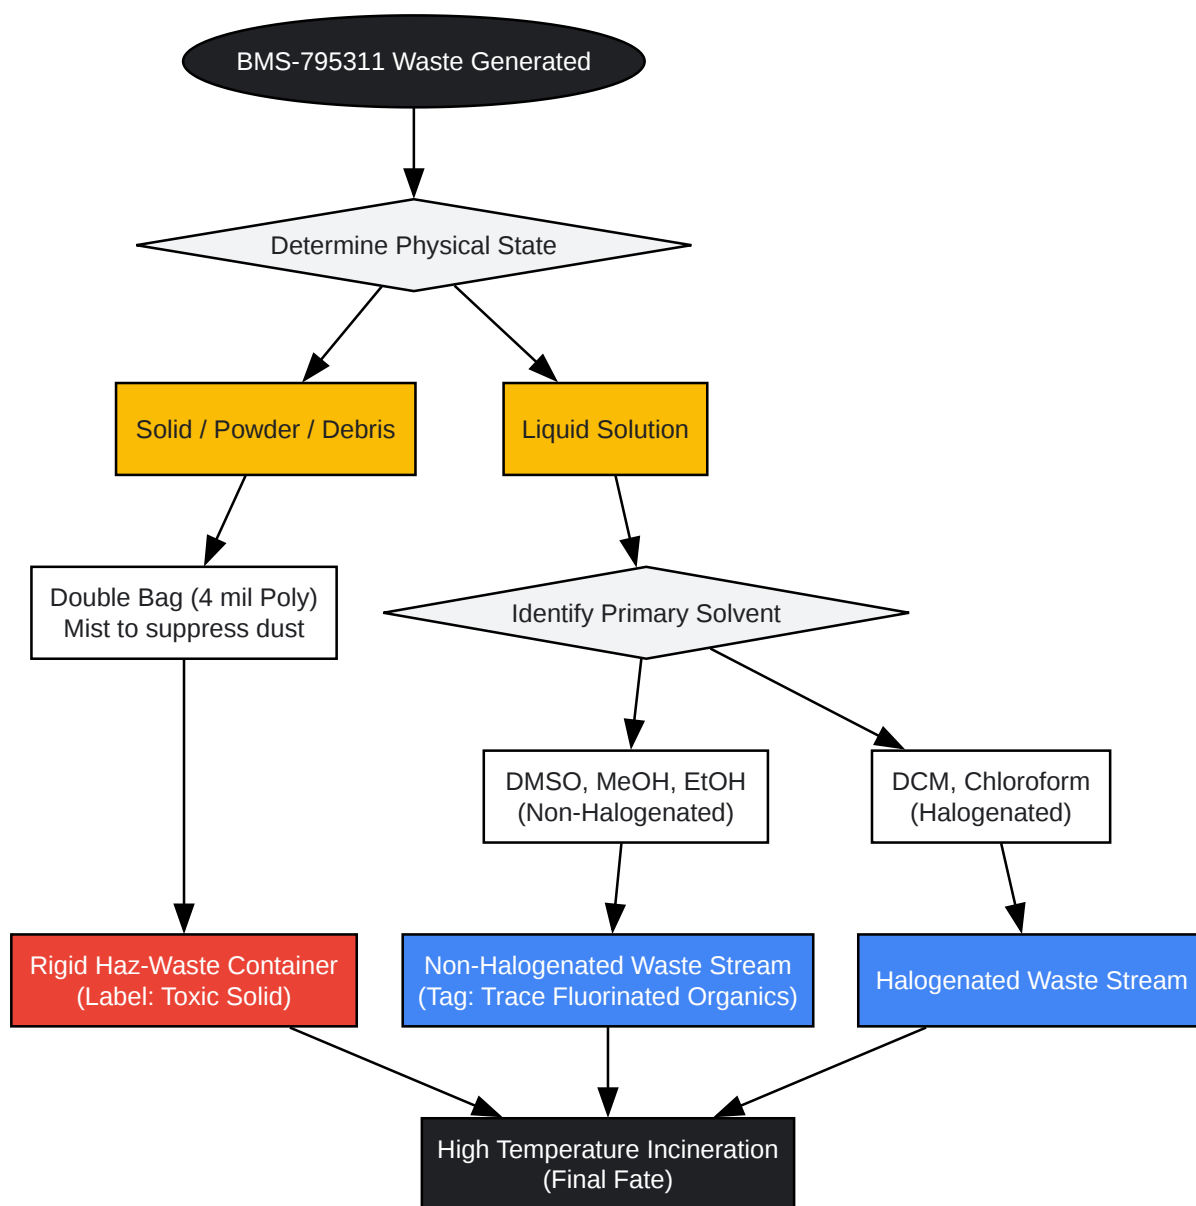 BMS-795311 Waste Generated
Determine Physical State
Solid / Powder / Debris
Liquid Solution
Double Bag (4 mil Poly)
Mist to suppress dust
Identify Primary Solvent
DMSO, MeOH, EtOH
(Non-Halogenated)
DCM, Chloroform
(Halogenated)
Rigid Haz-Waste Container
(Label: Toxic Solid)
Non-Halogenated Waste Stream
(Tag: Trace Fluorinated Organics)
Halogenated Waste Stream
High Temperature Incineration
(Final Fate)